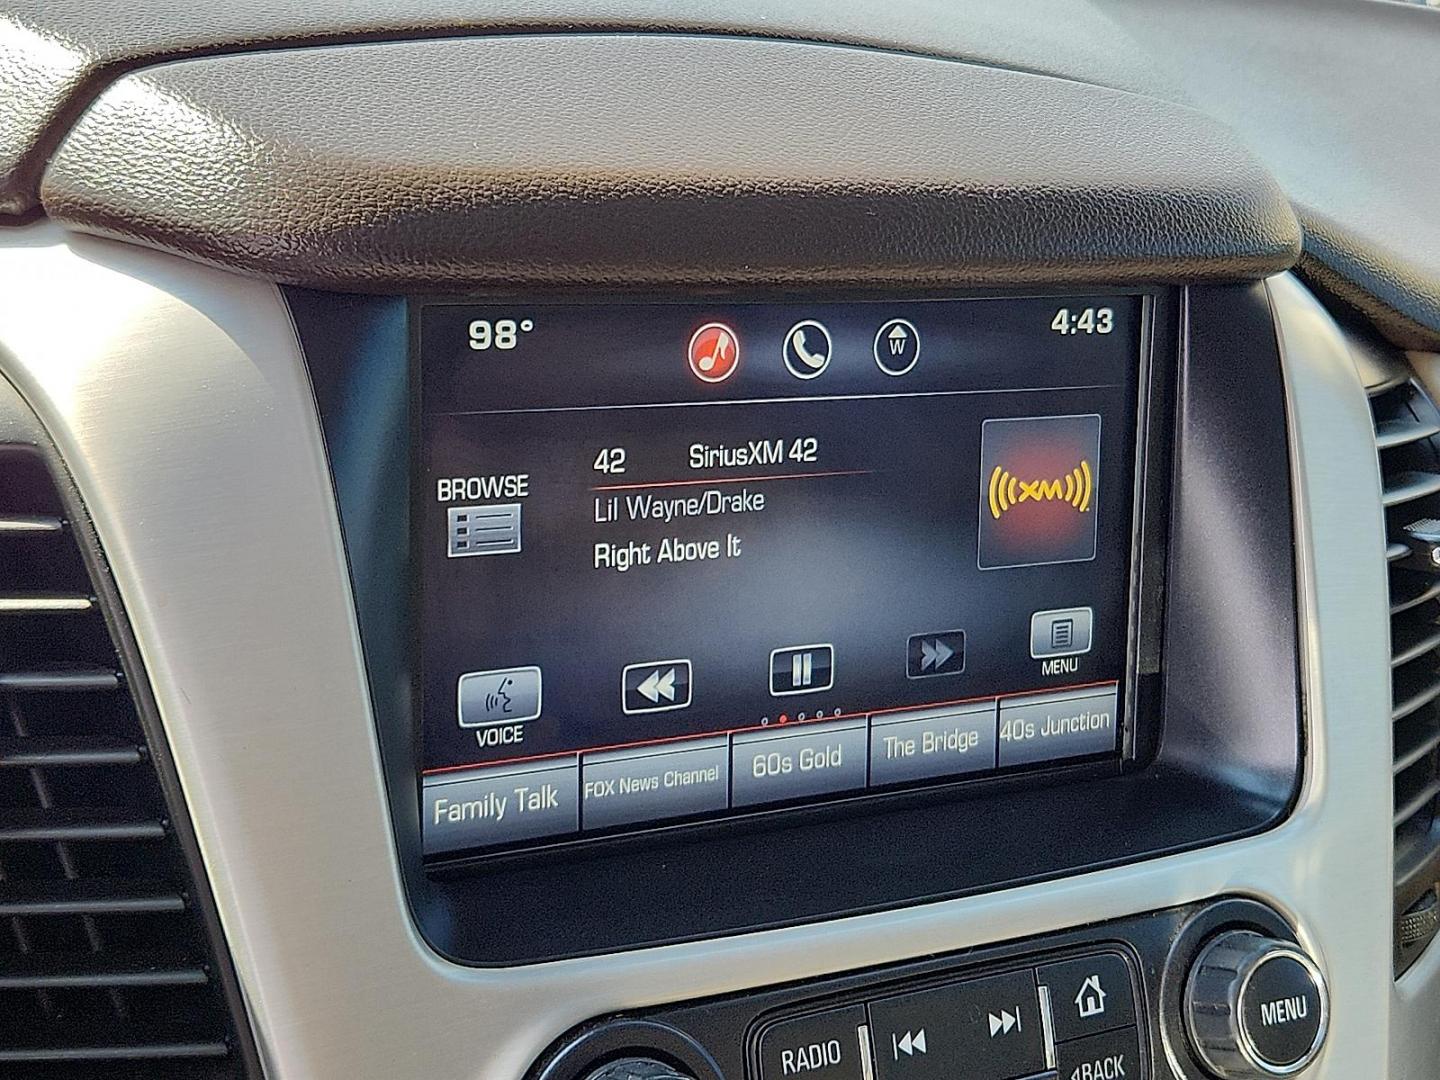 98° 4:43
W
42 SiriusXM 42
BROWSE
Lil Wayne/Drake
Right Above It
((XM))
VOICE
MENU
Family Talk FOX News Channel 60s Gold The Bridge 40s Junction
RADIO
BACK
MENU